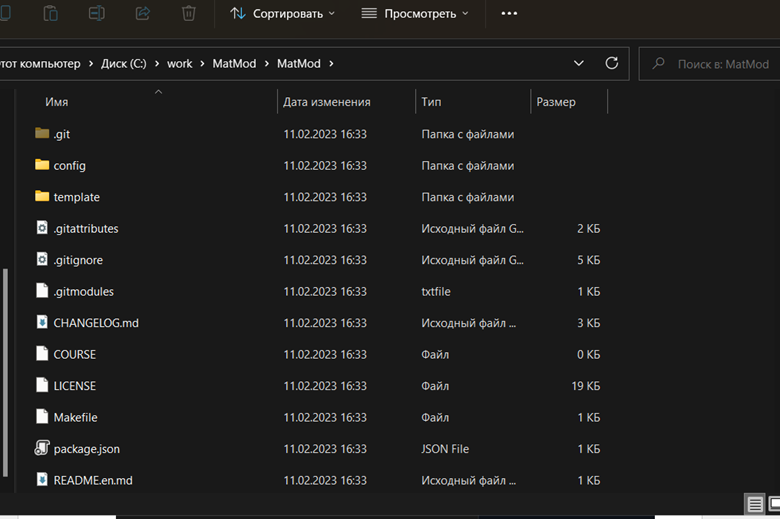 Сортировать Просмотреть •••
тот компьютер > Диск (C:) > work > MatMod > MatMod > Поиск в: MatMod
Имя Дата изменения Тип Размер
.git 11.02.2023 16:33 Папка с файлами
config 11.02.2023 16:33 Папка с файлами
template 11.02.2023 16:33 Папка с файлами
.gitattributes 11.02.2023 16:33 Исходный файл G... 2 КБ
.gitignore 11.02.2023 16:33 Исходный файл G... 5 КБ
.gitmodules 11.02.2023 16:33 txtfile 1 КБ
CHANGELOG.md 11.02.2023 16:33 Исходный файл ... 3 КБ
COURSE 11.02.2023 16:33 Файл 0 КБ
LICENSE 11.02.2023 16:33 Файл 19 КБ
Makefile 11.02.2023 16:33 Файл 1 КБ
package.json 11.02.2023 16:33 JSON File 1 КБ
README.en.md 11.02.2023 16:33 Исходный файл ... 1 КБ